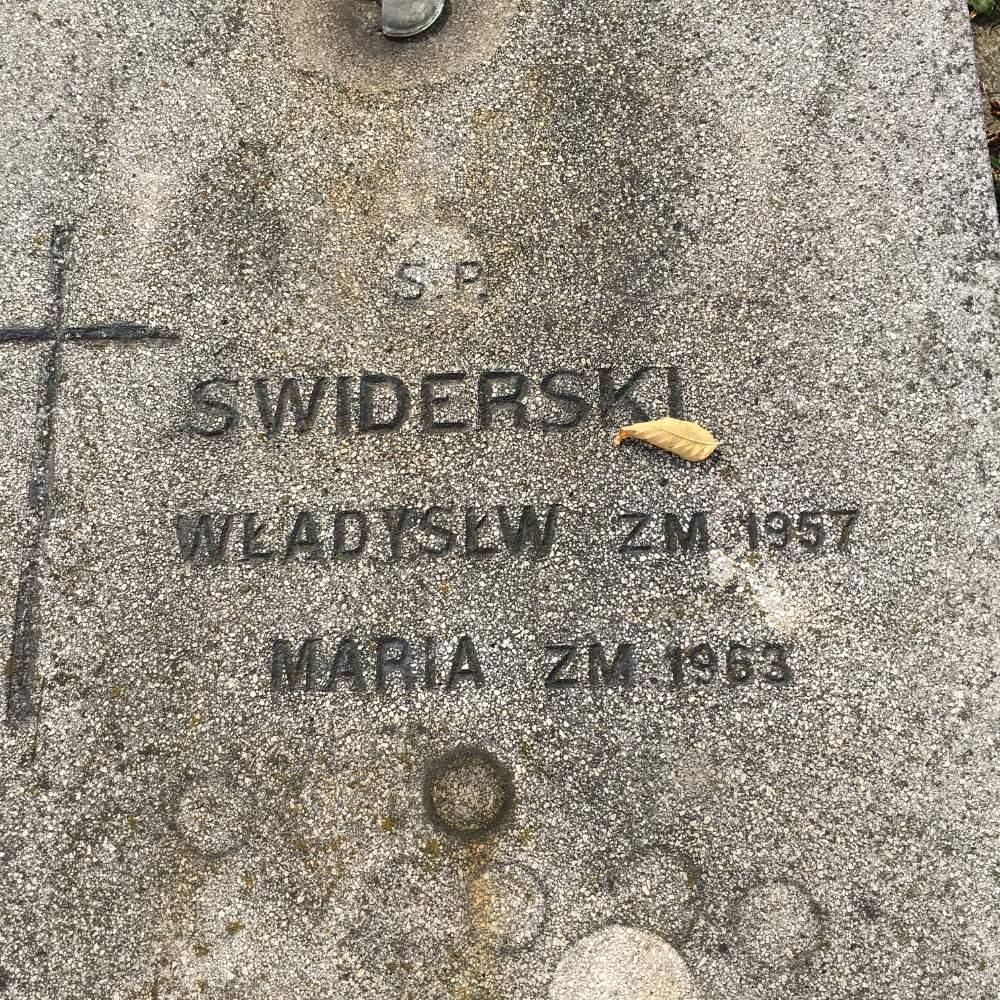 S.P.
SWIDERSKI
WŁADYSŁW ZM 1957
MARIA ZM 1963